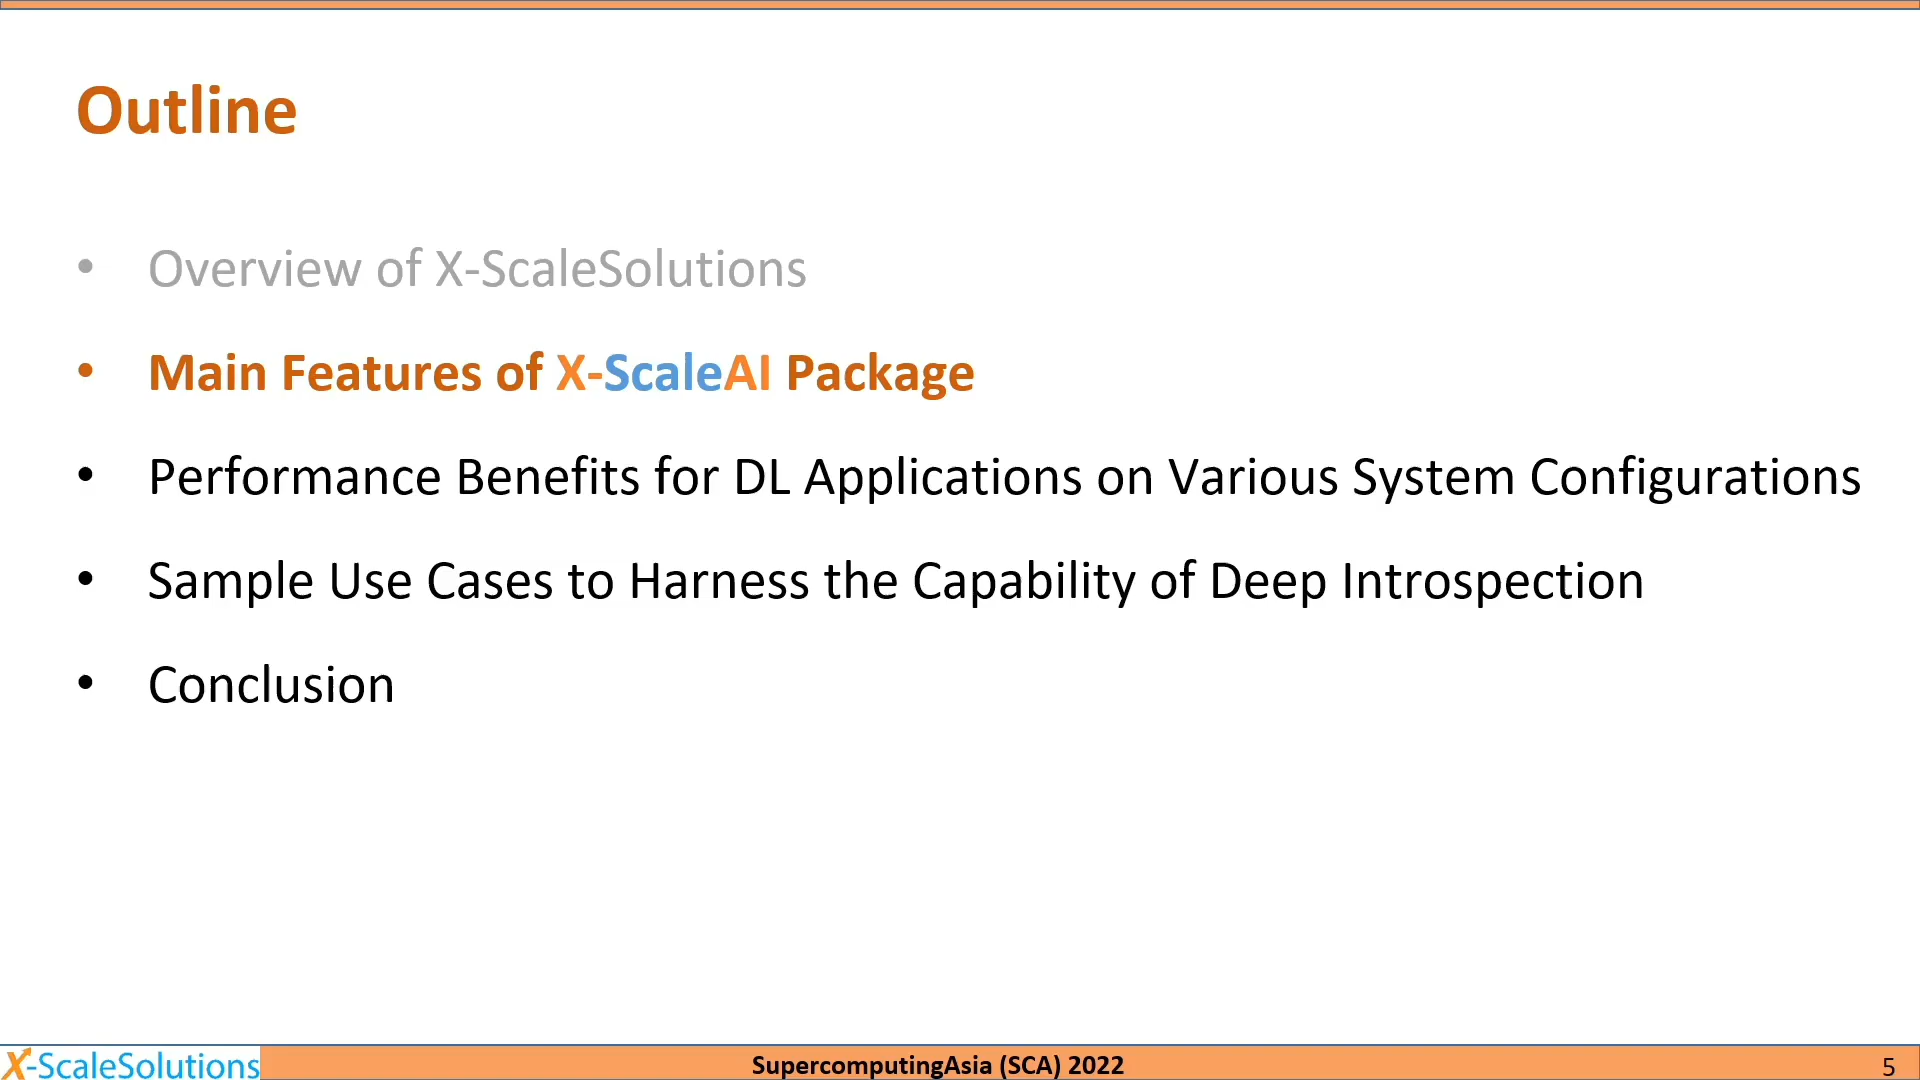 Outline
• Overview of X-ScaleSolutions
• Main Features of X-ScaleAI Package
• Performance Benefits for DL Applications on Various System Configurations
• Sample Use Cases to Harness the Capability of Deep Introspection
• Conclusion
X-ScaleSolutions
SupercomputingAsia (SCA) 2022
5